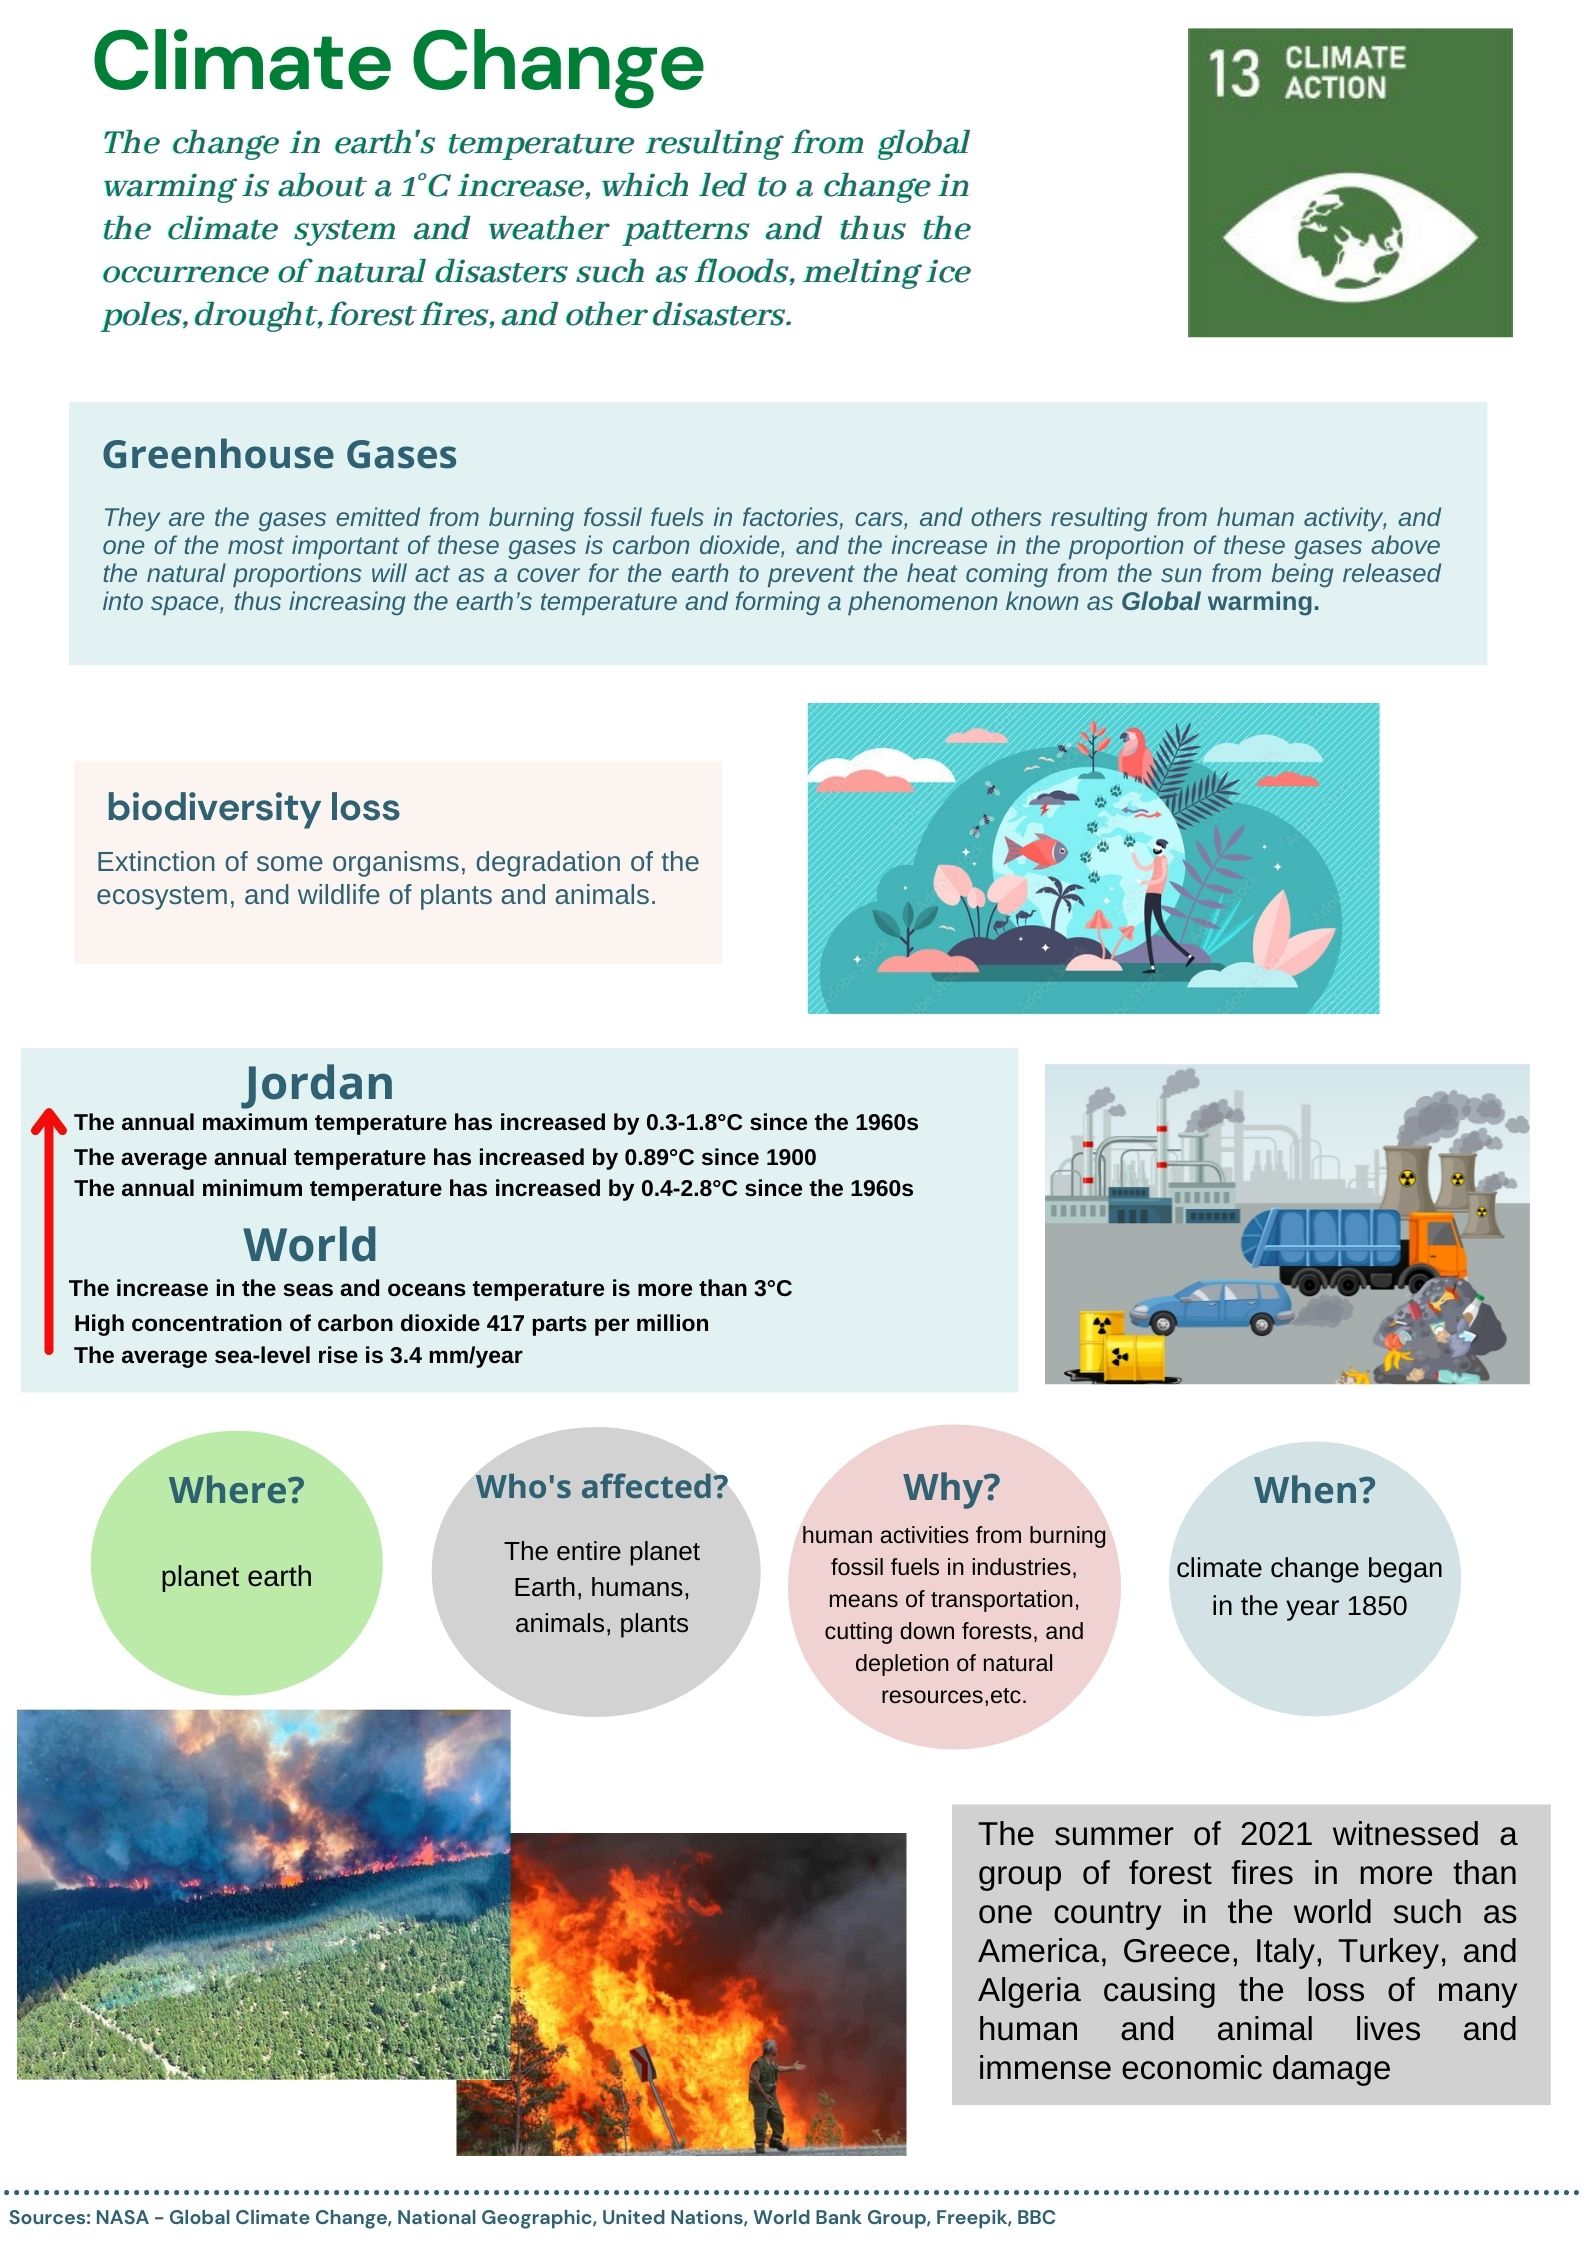 Climate Change
13 CLIMATE
ACTION
The change in earth's temperature resulting from global
warming is about a 1°C increase, which led to a change in
the climate system and weather patterns and thus the
occurrence of natural disasters such as floods, melting ice
poles, drought, forest fires, and other disasters.
Greenhouse Gases
They are the gases emitted from burning fossil fuels in factories, cars, and others resulting from human activity, and
one of the most important of these gases is carbon dioxide, and the increase in the proportion of these gases above
the natural proportions will act as a cover for the earth to prevent the heat coming from the sun from being released
into space, thus increasing the earth’s temperature and forming a phenomenon known as Global warming.
biodiversity loss
Extinction of some organisms, degradation of the
ecosystem, and wildlife of plants and animals.
Adobe Stock
Jordan
The annual maximum temperature has increased by 0.3-1.8°C since the 1960s
The average annual temperature has increased by 0.89°C since 1900
The annual minimum temperature has increased by 0.4-2.8°C since the 1960s
World
The increase in the seas and oceans temperature is more than 3°C
High concentration of carbon dioxide 417 parts per million
The average sea-level rise is 3.4 mm/year
Where?
planet earth
Who's affected?
The entire planet
Earth, humans,
animals, plants
Why?
human activities from burning
fossil fuels in industries,
means of transportation,
cutting down forests, and
depletion of natural
resources,etc.
When?
climate change began
in the year 1850
The summer of 2021 witnessed a
group of forest fires in more than
one country in the world such as
America, Greece, Italy, Turkey, and
Algeria causing the loss of many
human and animal lives and
immense economic damage
Sources: NASA - Global Climate Change, National Geographic, United Nations, World Bank Group, Freepik, BBC